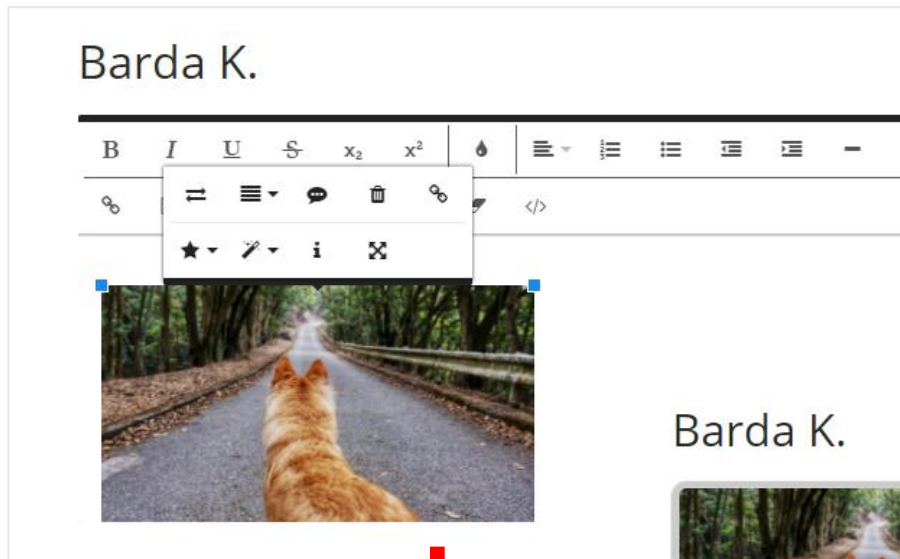 Barda K.
B I U S x₂ x²
</>
i
Barda K.